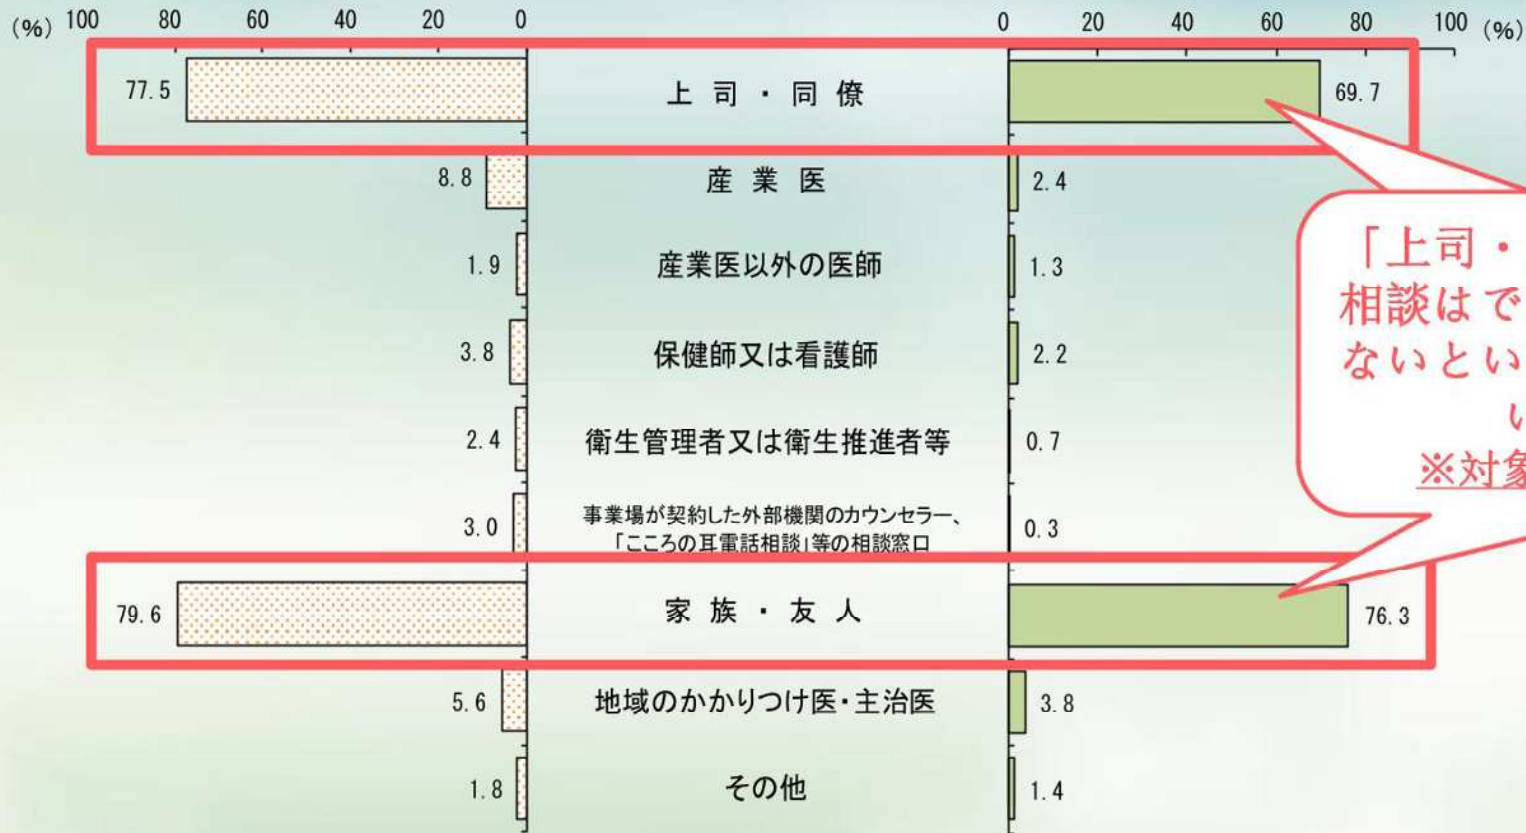 (%) 100 80 60 40 20 0 0 20 40 60 80 100 (%)
77.5 上司・同僚 69.7
8.8 産業医 2.4
1.9 産業医以外の医師 1.3
3.8 保健師又は看護師 2.2
2.4 衛生管理者又は衛生推進者等 0.7
3.0 事業場が契約した外部機関のカウンセラー、 0.3
「こころの耳電話相談」等の相談窓口
79.6 家族・友人 76.3
5.6 地域のかかりつけ医・主治医 3.8
1.8 その他 1.4
「上司・
相談はで
ないとい
い
※対象